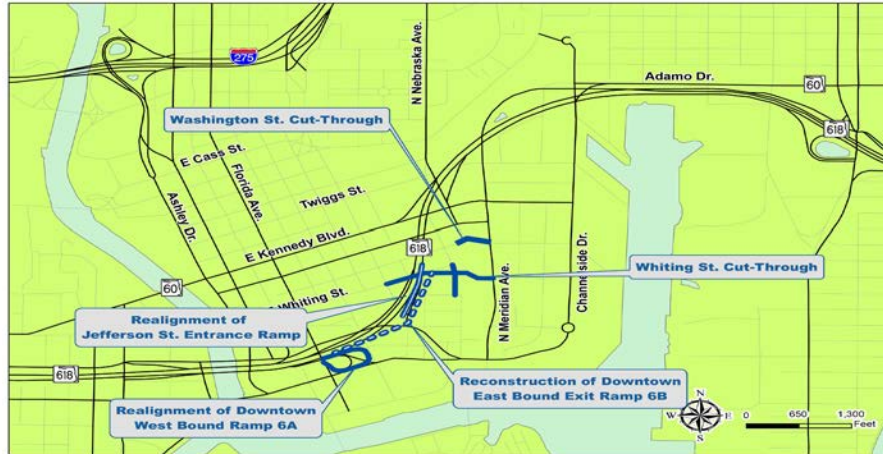 275
N Nebraska Ave.
Adamo Dr.
60
618
Washington St. Cut-Through
E Cass St.
Ashley Dr.
Florida Ave.
Twiggs St.
E Kennedy Blvd.
618
60
Whiting St.
Whiting St. Cut-Through
N Meridian Ave.
Channelside Dr.
Realignment of
Jefferson St. Entrance Ramp
618
Realignment of Downtown
West Bound Ramp 6A
Reconstruction of Downtown
East Bound Exit Ramp 6B
N
W E
S
0 650 1,300
Feet